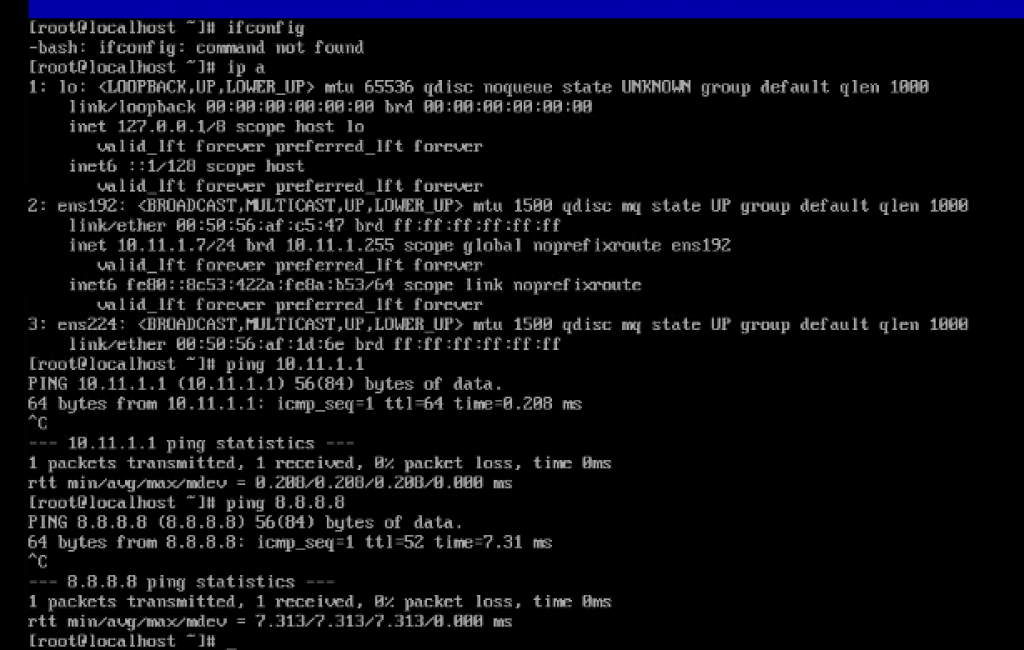 [root@localhost ~]# ifconfig
-bash: ifconfig: command not found
[root@localhost ~]# ip a
1: lo: <LOOPBACK,UP,LOWER_UP> mtu 65536 qdisc noqueue state UNKNOWN group default qlen 1000
    link/loopback 00:00:00:00:00:00 brd 00:00:00:00:00:00
    inet 127.0.0.1/8 scope host lo
       valid_lft forever preferred_lft forever
    inet6 ::1/128 scope host
       valid_lft forever preferred_lft forever
2: ens192: <BROADCAST,MULTICAST,UP,LOWER_UP> mtu 1500 qdisc mq state UP group default qlen 1000
    link/ether 00:50:56:af:c5:47 brd ff:ff:ff:ff:ff:ff
    inet 10.11.1.7/24 brd 10.11.1.255 scope global noprefixroute ens192
       valid_lft forever preferred_lft forever
    inet6 fe80::8c53:422a:fe8a:b53/64 scope link noprefixroute
       valid_lft forever preferred_lft forever
3: ens224: <BROADCAST,MULTICAST,UP,LOWER_UP> mtu 1500 qdisc mq state UP group default qlen 1000
    link/ether 00:50:56:af:1d:6e brd ff:ff:ff:ff:ff:ff
[root@localhost ~]# ping 10.11.1.1
PING 10.11.1.1 (10.11.1.1) 56(84) bytes of data.
64 bytes from 10.11.1.1: icmp_seq=1 ttl=64 time=0.208 ms
^C
--- 10.11.1.1 ping statistics ---
1 packets transmitted, 1 received, 0% packet loss, time 0ms
rtt min/avg/max/mdev = 0.208/0.208/0.208/0.000 ms
[root@localhost ~]# ping 8.8.8.8
PING 8.8.8.8 (8.8.8.8) 56(84) bytes of data.
64 bytes from 8.8.8.8: icmp_seq=1 ttl=52 time=7.31 ms
^C
--- 8.8.8.8 ping statistics ---
1 packets transmitted, 1 received, 0% packet loss, time 0ms
rtt min/avg/max/mdev = 7.313/7.313/7.313/0.000 ms
[root@localhost ~]# _